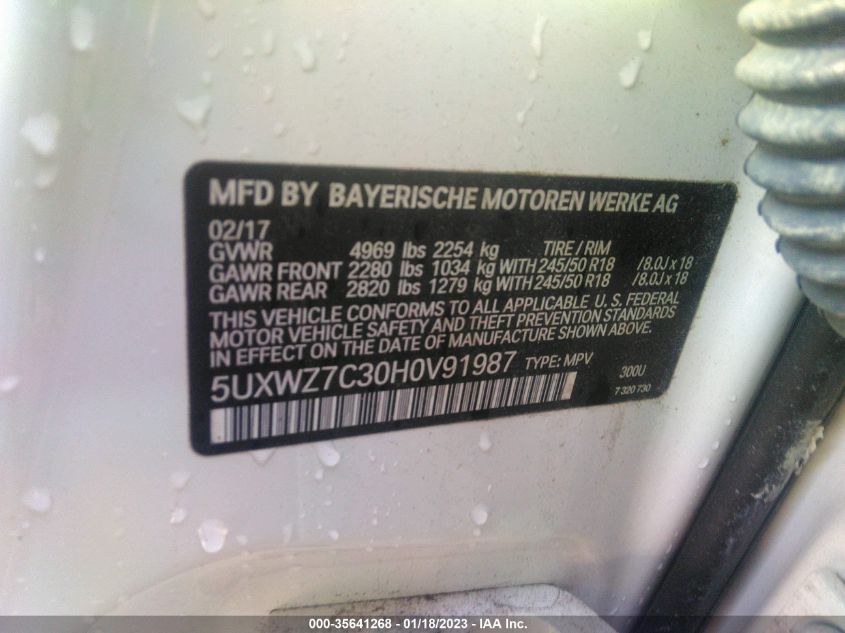 MFD BY BAYERISCHE MOTOREN WERKE AG
02/17
GVWR 4969 lbs 2254 kg TIRE / RIM
GAWR FRONT 2280 lbs 1034 kg WITH 245/50 R18 /8.0J x 18
GAWR REAR 2820 lbs 1279 kg WITH 245/50 R18 /8.0J x 18
THIS VEHICLE CONFORMS TO ALL APPLICABLE U. S. FEDERAL
MOTOR VEHICLE SAFETY AND THEFT PREVENTION STANDARDS
IN EFFECT ON THE DATE OF MANUFACTURE SHOWN ABOVE.
5UXWZ7C30H0V91987 TYPE: MPV 300U
7 320 730
000-35641268 - 01/18/2023 - IAA Inc.